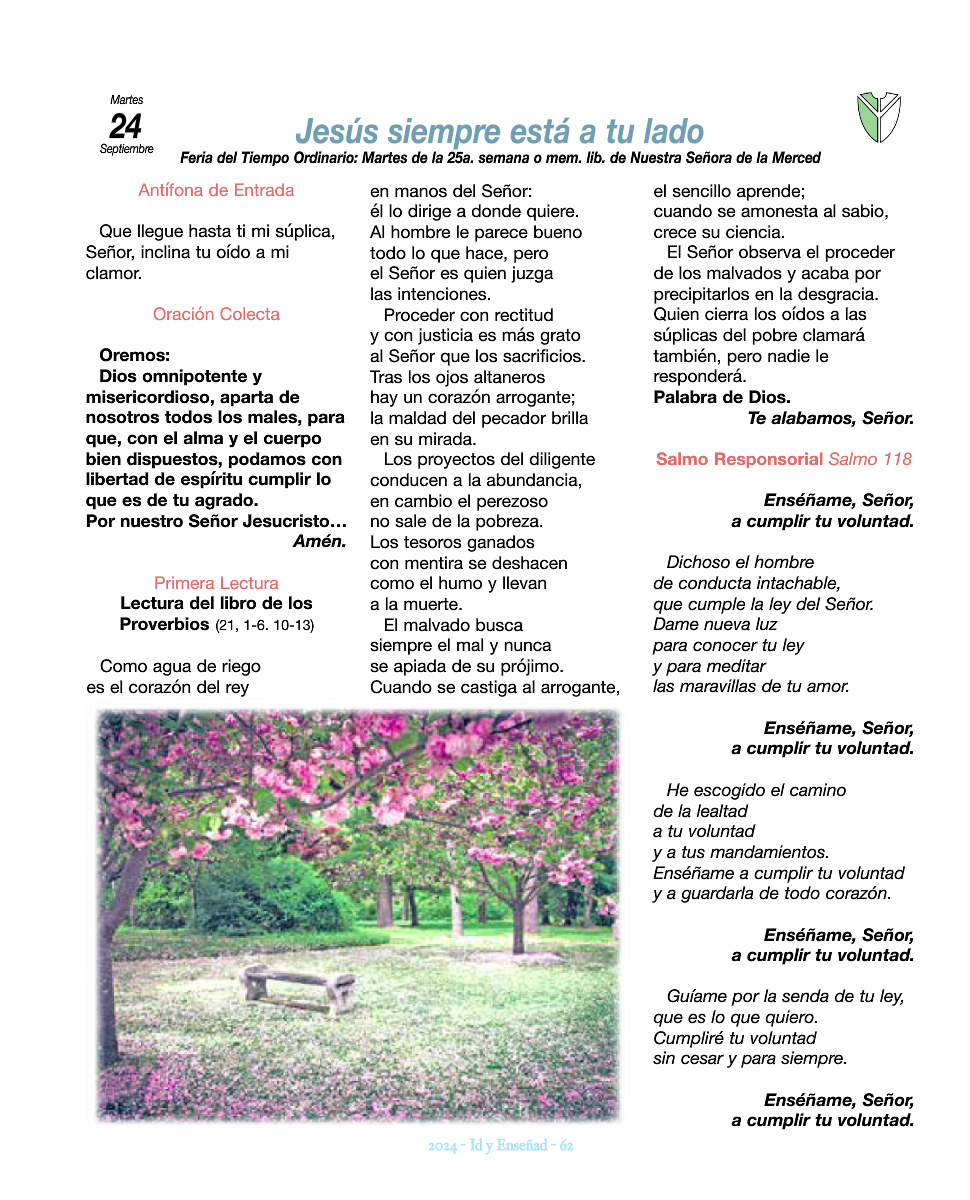 Martes
24
Septiembre
Jesús siempre está a tu lado
Feria del Tiempo Ordinario: Martes de la 25a. semana o mem. lib. de Nuestra Señora de la Merced
Antífona de Entrada
Que llegue hasta ti mi súplica,
Señor, inclina tu oído a mi
clamor.
Oración Colecta
Oremos:
Dios omnipotente y
misericordioso, aparta de
nosotros todos los males, para
que, con el alma y el cuerpo
bien dispuestos, podamos con
libertad de espíritu cumplir lo
que es de tu agrado.
Por nuestro Señor Jesucristo…
Amén.
Primera Lectura
Lectura del libro de los
Proverbios (21, 1-6. 10-13)
Como agua de riego
es el corazón del rey
en manos del Señor:
él lo dirige a donde quiere.
Al hombre le parece bueno
todo lo que hace, pero
el Señor es quien juzga
las intenciones.
Proceder con rectitud
y con justicia es más grato
al Señor que los sacrificios.
Tras los ojos altaneros
hay un corazón arrogante;
la maldad del pecador brilla
en su mirada.
Los proyectos del diligente
conducen a la abundancia,
en cambio el perezoso
no sale de la pobreza.
Los tesoros ganados
con mentira se deshacen
como el humo y llevan
a la muerte.
El malvado busca
siempre el mal y nunca
se apiada de su prójimo.
Cuando se castiga al arrogante,
el sencillo aprende;
cuando se amonesta al sabio,
crece su ciencia.
El Señor observa el proceder
de los malvados y acaba por
precipitarlos en la desgracia.
Quien cierra los oídos a las
súplicas del pobre clamará
también, pero nadie le
responderá.
Palabra de Dios.
Te alabamos, Señor.
Salmo Responsorial Salmo 118
Enséñame, Señor,
a cumplir tu voluntad.
Dichoso el hombre
de conducta intachable,
que cumple la ley del Señor.
Dame nueva luz
para conocer tu ley
y para meditar
las maravillas de tu amor.
Enséñame, Señor,
a cumplir tu voluntad.
He escogido el camino
de la lealtad
a tu voluntad
y a tus mandamientos.
Enséñame a cumplir tu voluntad
y a guardarla de todo corazón.
Enséñame, Señor,
a cumplir tu voluntad.
Guíame por la senda de tu ley,
que es lo que quiero.
Cumpliré tu voluntad
sin cesar y para siempre.
Enséñame, Señor,
a cumplir tu voluntad.
2024 - Id y Enseñad - 62